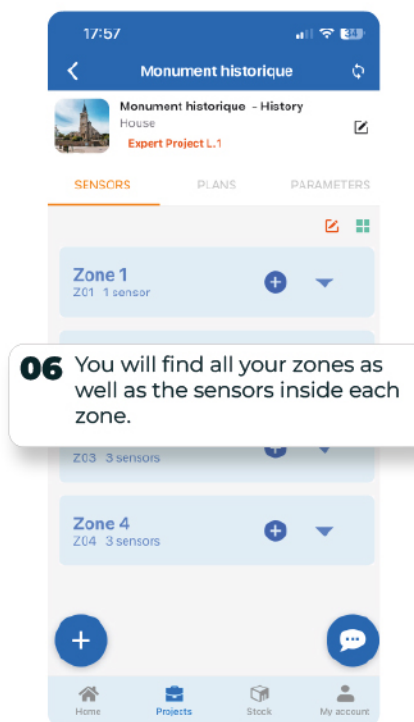 17:57
34
Monument historique
Monument historique - History
House
Expert Project L.1
SENSORS
PLANS
PARAMETERS
Zone 1
Z01 1 sensor
06 You will find all your zones as
well as the sensors inside each
zone.
Z03 3 sensors
Zone 4
Z04 3 sensors
Home
Projects
Stock
My account